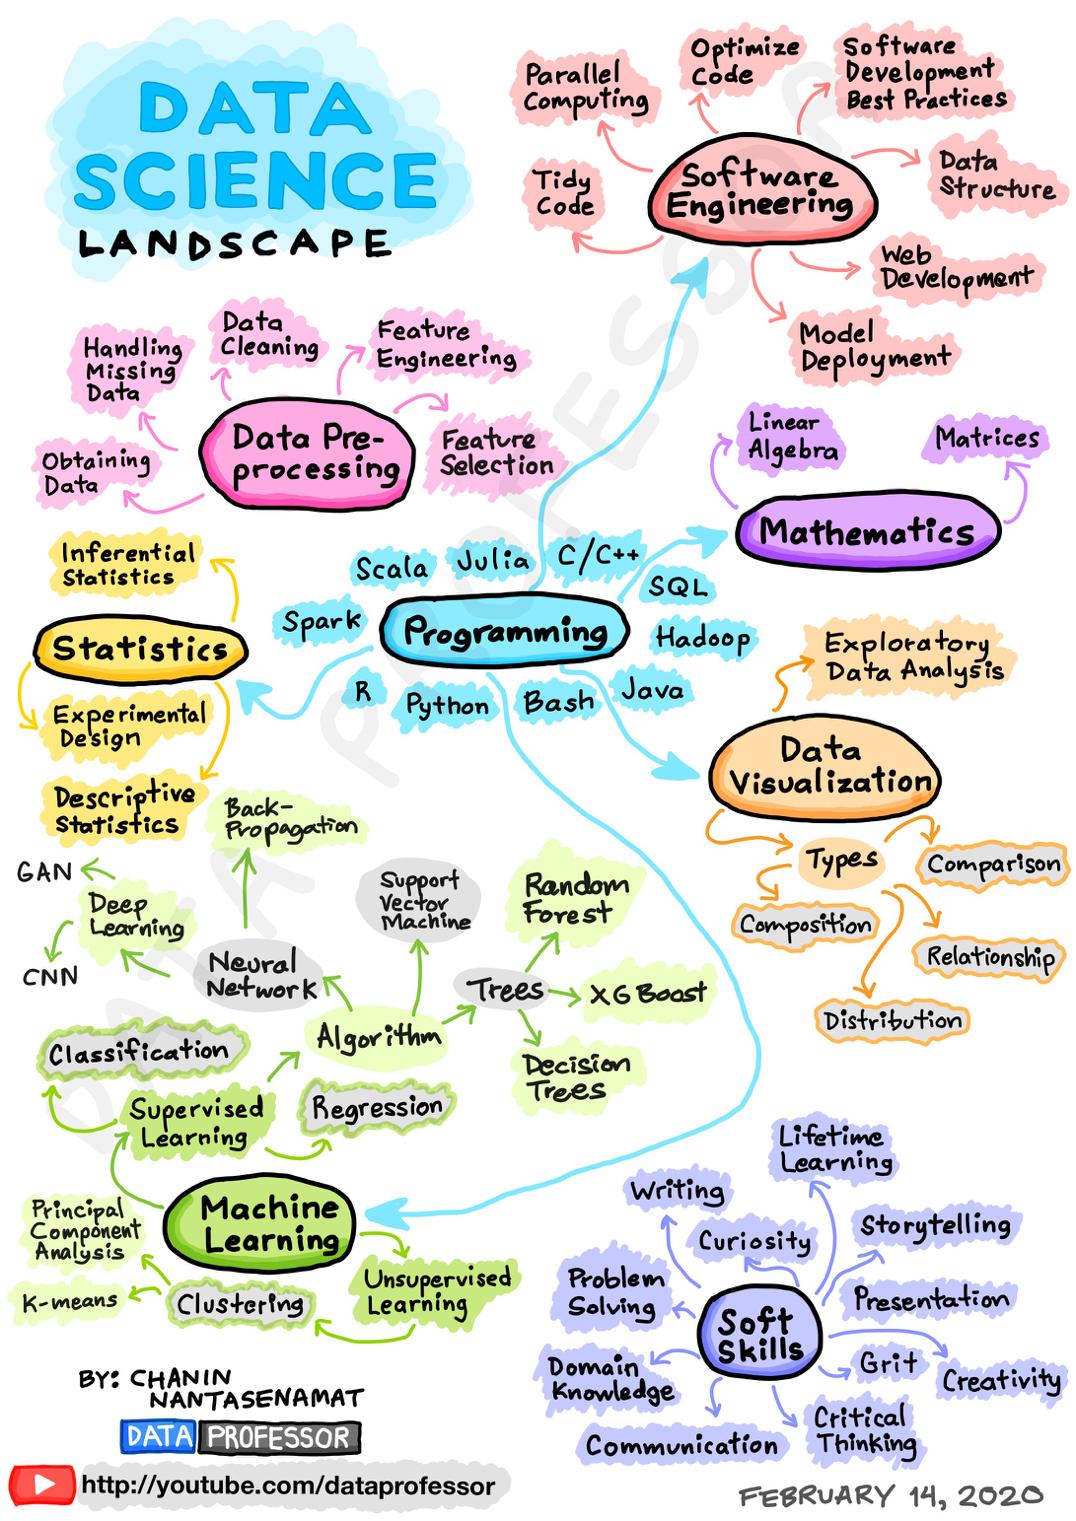 DATA
SCIENCE
LANDSCAPE
Parallel
Computing
Optimize
Code
Software
Development
Best Practices
Tidy
Code
Software
Engineering
Data
Structure
Web
Development
Model
Deployment
Handling
Missing
Data
Data
Cleaning
Feature
Engineering
Obtaining
Data
Data Pre-
processing
Feature
Selection
Linear
Algebra
Matrices
Mathematics
Inferential
Statistics
Statistics
Experimental
Design
Descriptive
Statistics
Scala
Julia
C/C++
SQL
Spark
Programming
Hadoop
R
Python
Bash
Java
Exploratory
Data Analysis
Data
Visualization
Types
Comparison
Composition
Relationship
Distribution
Back-
Propagation
GAN
Deep
Learning
CNN
Neural
Network
Support
Vector
Machine
Random
Forest
Trees
XGBoost
Decision
Trees
Algorithm
Classification
Supervised
Learning
Regression
Machine
Learning
Principal
Component
Analysis
K-means
Clustering
Unsupervised
Learning
Lifetime
Learning
Writing
Curiosity
Storytelling
Problem
Solving
Presentation
Soft
Skills
Domain
Knowledge
Grit
Creativity
Communication
Critical
Thinking
BY: CHANIN
NANTASENAMAT
DATA PROFESSOR
http://youtube.com/dataprofessor
FEBRUARY 14, 2020
DATA PROFESSOR